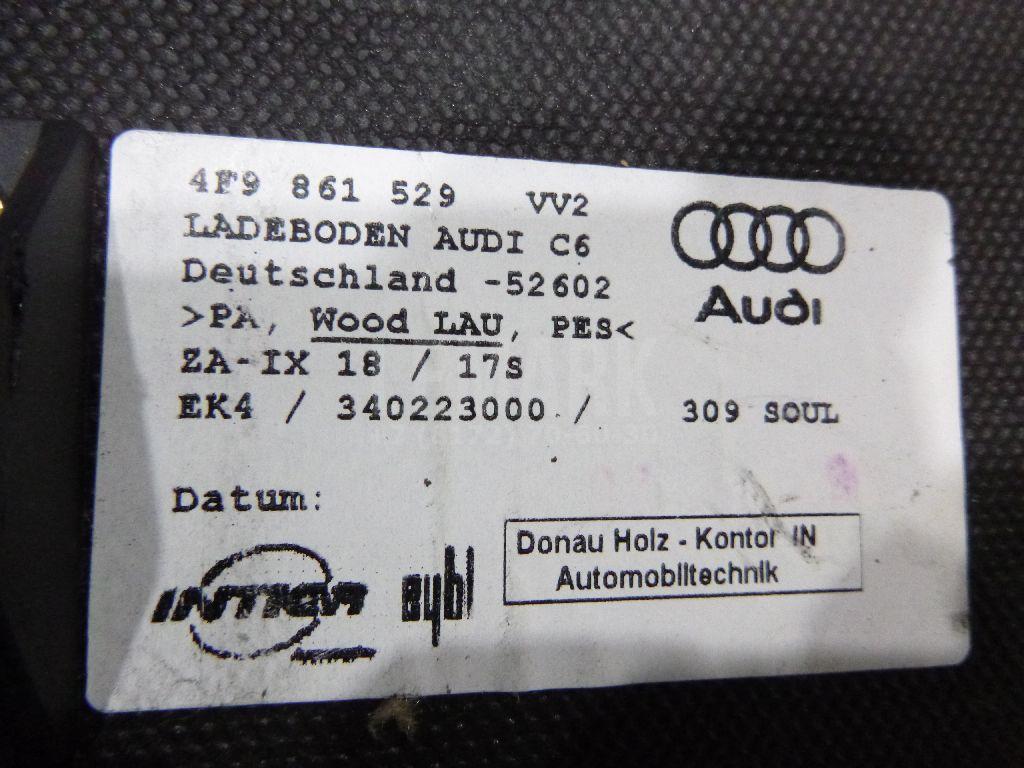 4F9 861 529 VV2
LADEBODEN AUDI C6
Deutschland -52602
>PA, Wood LAU, PES<
ZA-IX 18 / 17S
EK4 / 340223000 / 309 SOUL
Audi
Datum:
INTIER eybl
Donau Holz - Kontor IN
Automobiltechnik